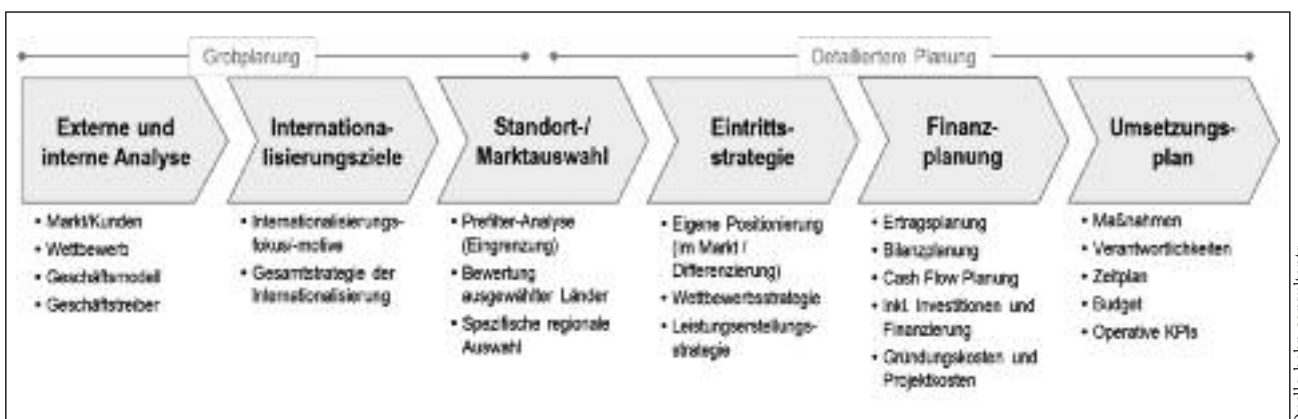 Grobplanung
Detailliertere Planung
Externe und
interne Analyse
• Markt/Kunden
• Wettbewerb
• Geschäftsmodell
• Geschäftstreiber
Internationa-
lisierungsziele
• Internationalisierungs-
fokus/-motive
• Gesamtstrategie der
Internationalisierung
Standort-/
Marktauswahl
• Prefilter-Analyse
(Eingrenzung)
• Bewertung
ausgewählter Länder
• Spezifische regionale
Auswahl
Eintritts-
strategie
• Eigene Positionierung
(im Markt /
Differenzierung)
• Wettbewerbsstrategie
• Leistungserstellungs-
strategie
Finanz-
planung
• Ertragsplanung
• Bilanzplanung
• Cash Flow Planung
• Inkl. Investitionen und
Finanzierung
• Gründungskosten und
Projektkosten
Umsetzungs-
plan
• Maßnahmen
• Verantwortlichkeiten
• Zeitplan
• Budget
• Operative KPIs